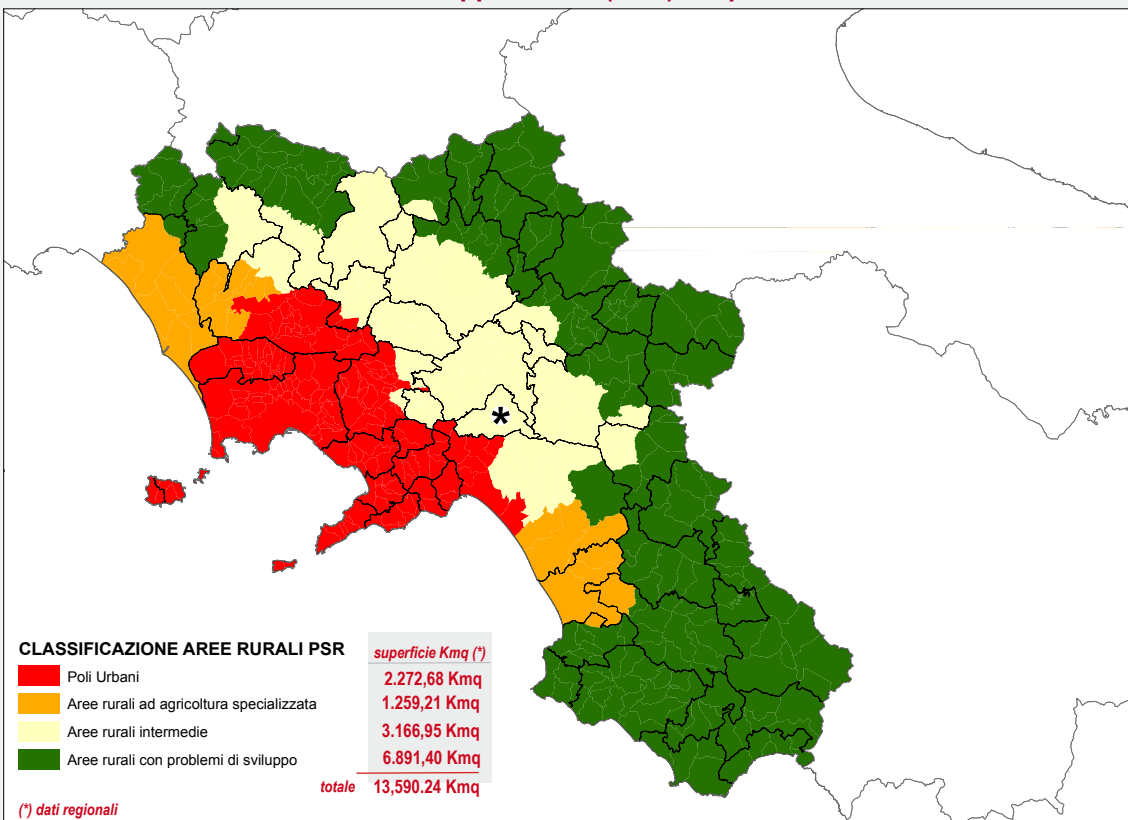 CLASSIFICAZIONE AREE RURALI PSR
superficie Kmq (*)
Poli Urbani 2.272,68 Kmq
Aree rurali ad agricoltura specializzata 1.259,21 Kmq
Aree rurali intermedie 3.166,95 Kmq
Aree rurali con problemi di sviluppo 6.891,40 Kmq
totale 13,590.24 Kmq
(*) dati regionali
*